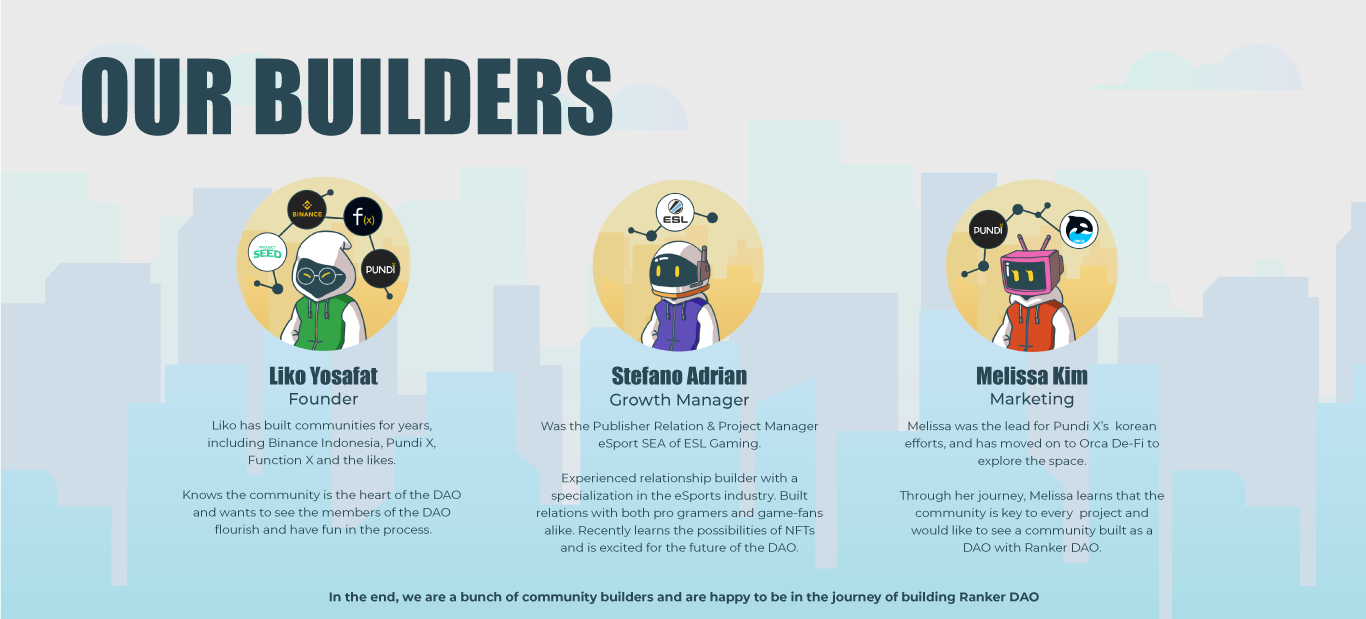 OUR BUILDERS
BINANCE
f(x)
PROJECT
SEED
PUNDI X
Liko Yosafat
Founder
Liko has built communities for years,
including Binance Indonesia, Pundi X,
Function X and the likes.
Knows the community is the heart of the DAO
and wants to see the members of the DAO
flourish and have fun in the process.
ESL
Stefano Adrian
Growth Manager
Was the Publisher Relation & Project Manager
eSport SEA of ESL Gaming.
Experienced relationship builder with a
specialization in the eSports industry. Built
relations with both pro gramers and game-fans
alike. Recently learns the possibilities of NFTs
and is excited for the future of the DAO.
PUNDI X
ORCA
Melissa Kim
Marketing
Melissa was the lead for Pundi X's korean
efforts, and has moved on to Orca De-Fi to
explore the space.
Through her journey, Melissa learns that the
community is key to every project and
would like to see a community built as a
DAO with Ranker DAO.
In the end, we are a bunch of community builders and are happy to be in the journey of building Ranker DAO